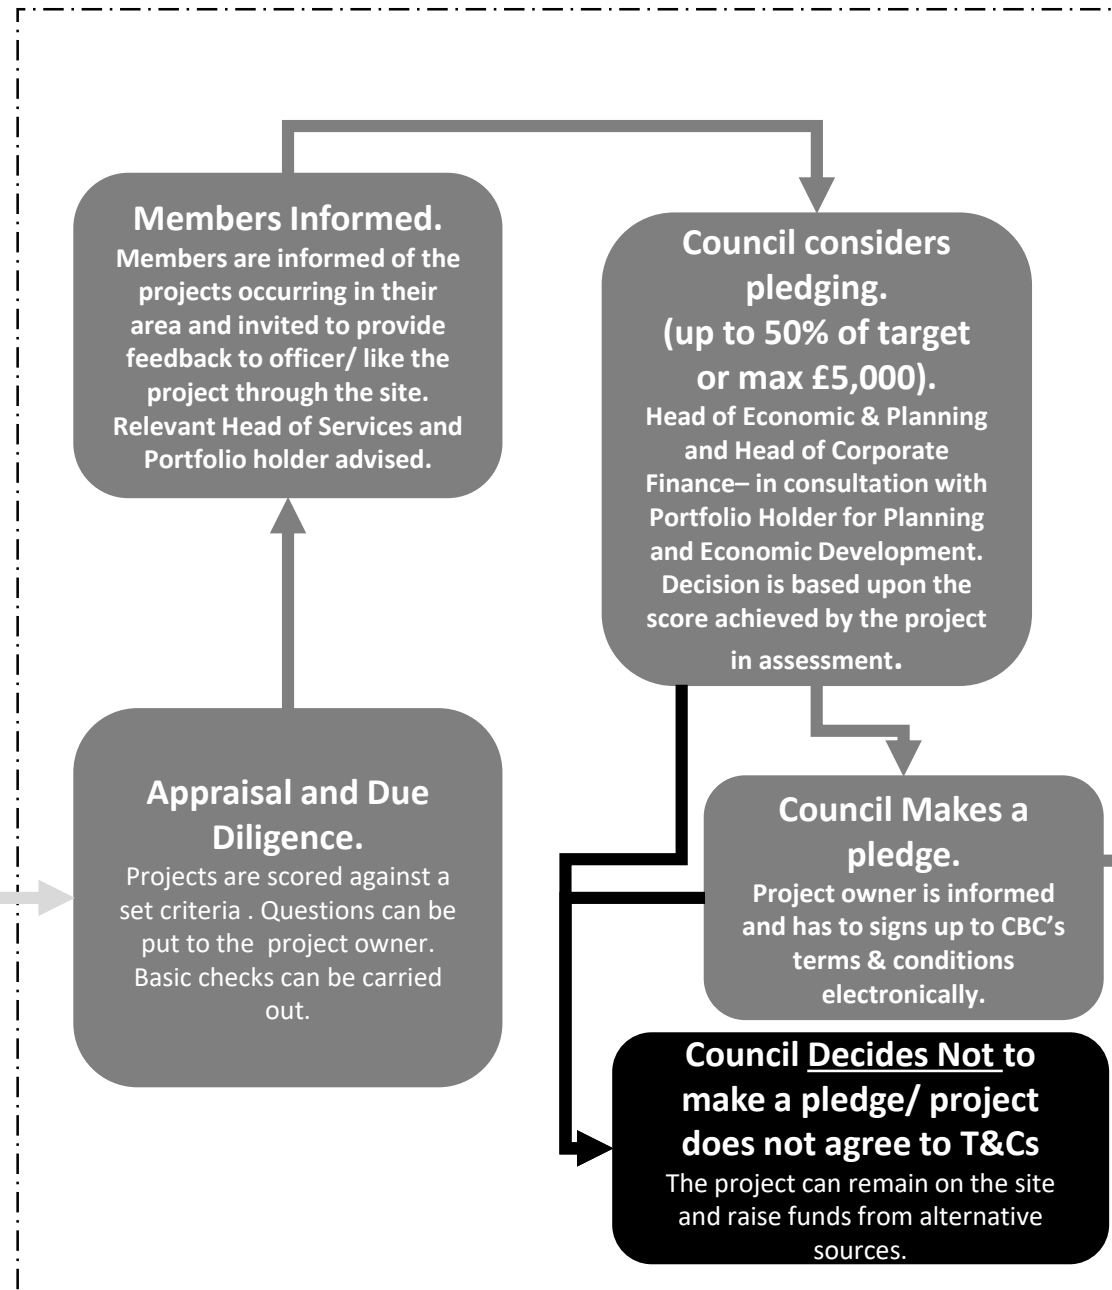 Members Informed.
Members are informed of the
projects occurring in their
area and invited to provide
feedback to officer/ like the
project through the site.
Relevant Head of Services and
Portfolio holder advised.
Council considers
pledging.
(up to 50% of target
or max £5,000).
Head of Economic & Planning
and Head of Corporate
Finance– in consultation with
Portfolio Holder for Planning
and Economic Development.
Decision is based upon the
score achieved by the project
in assessment.
Appraisal and Due
Diligence.
Projects are scored against a
set criteria . Questions can be
put to the  project owner.
Basic checks can be carried
out.
Council Makes a
pledge.
Project owner is informed
and has to signs up to CBC’s
terms & conditions
electronically.
Council Decides Not to
make a pledge/ project
does not agree to T&Cs
The project can remain on the site
and raise funds from alternative
sources.